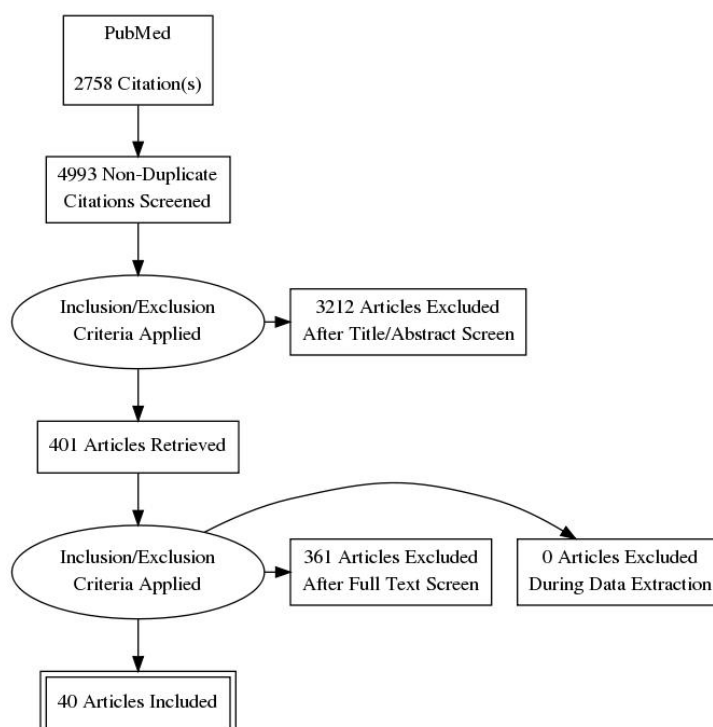 PubMed
2758 Citation(s)
4993 Non-Duplicate
Citations Screened
Inclusion/Exclusion
Criteria Applied
3212 Articles Excluded
After Title/Abstract Screen
401 Articles Retrieved
Inclusion/Exclusion
Criteria Applied
361 Articles Excluded
After Full Text Screen
0 Articles Excluded
During Data Extraction
40 Articles Included